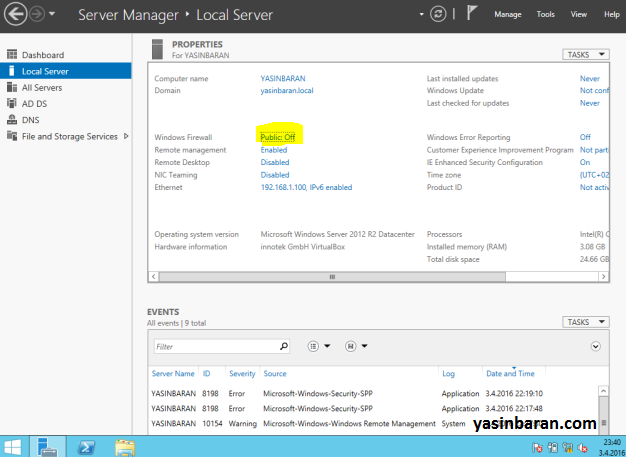 Server Manager ‣ Local Server
Manage Tools View Help
Dashboard
Local Server
All Servers
AD DS
DNS
File and Storage Services
PROPERTIES
For YASINBARAN
TASKS
Computer name YASINBARAN Last installed updates Never
Domain yasinbaran.local Windows Update Not conf
Last checked for updates Never
Windows Firewall Public: Off Windows Error Reporting Off
Remote management Enabled Customer Experience Improvement Program Not parti
Remote Desktop Disabled IE Enhanced Security Configuration On
NIC Teaming Disabled Time zone (UTC+02
Ethernet 192.168.1.100, IPv6 enabled Product ID Not activ
Operating system version Microsoft Windows Server 2012 R2 Datacenter Processors Intel(R) C
Hardware information innotek GmbH VirtualBox Installed memory (RAM) 3.08 GB
Total disk space 24.66 GB
EVENTS
All events | 9 total
TASKS
Filter
Server Name ID Severity Source Log Date and Time
YASINBARAN 8198 Error Microsoft-Windows-Security-SPP Application 3.4.2016 22:19:10
YASINBARAN 8198 Error Microsoft-Windows-Security-SPP Application 3.4.2016 22:17:48
YASINBARAN 10154 Warning Microsoft-Windows-Windows Remote Management System
yasinbaran.com
23:40
3.4.2016